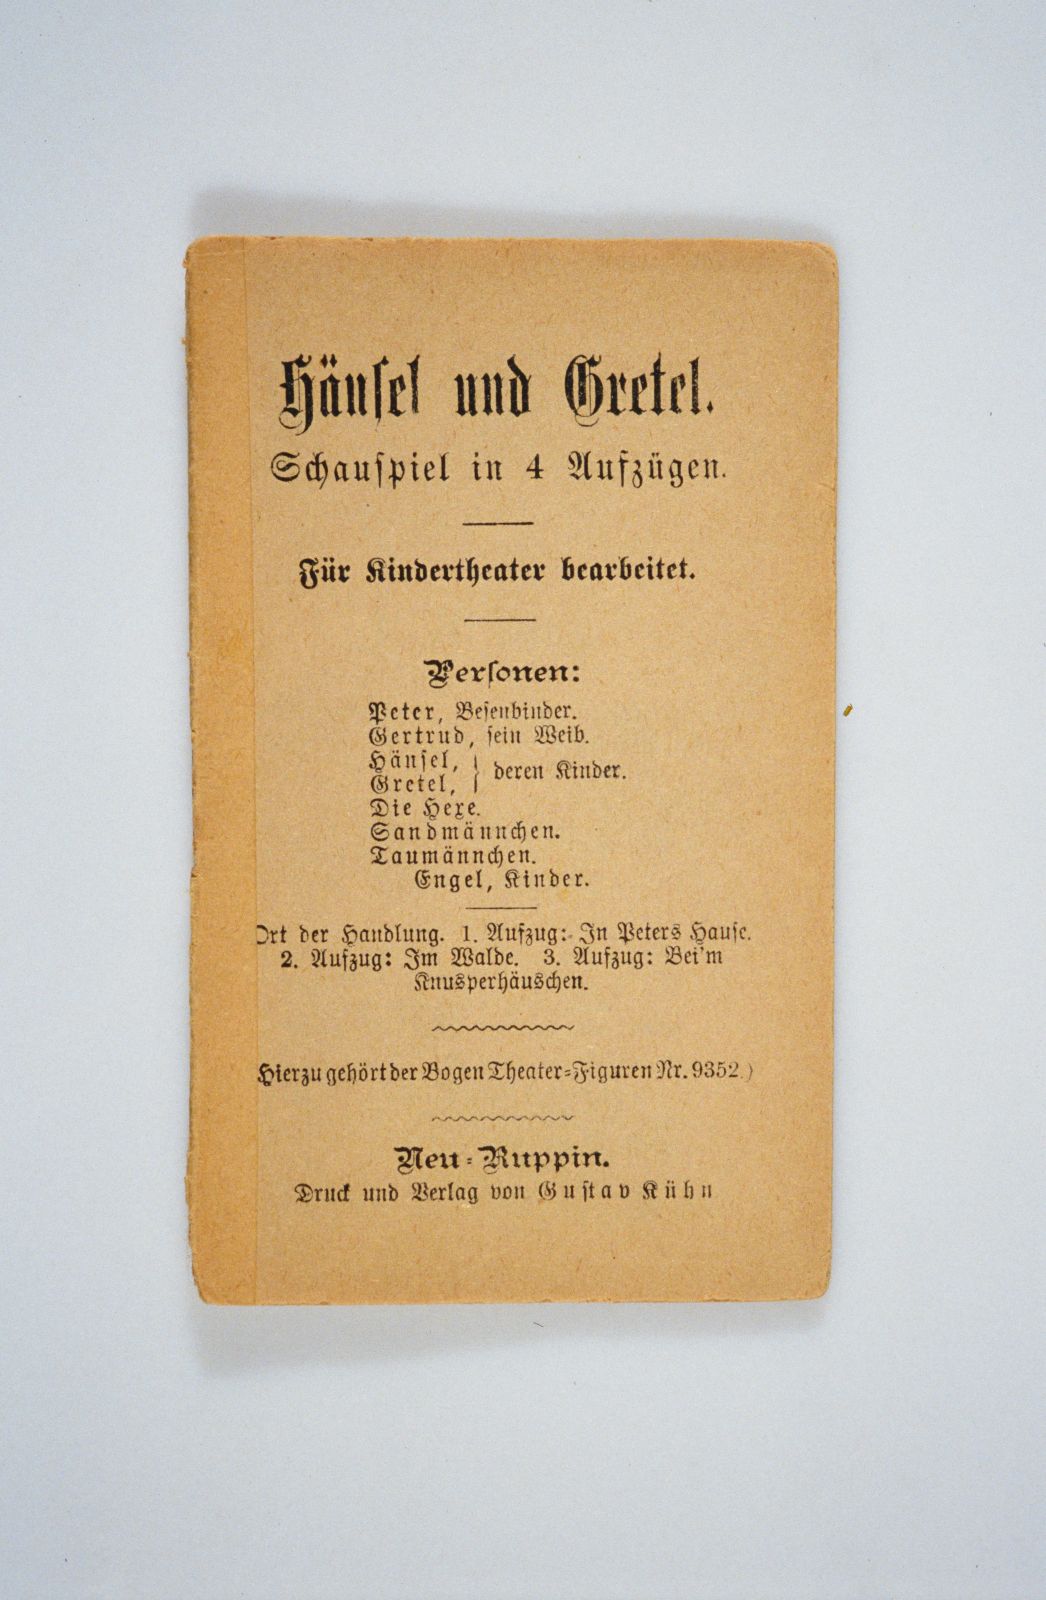 Hänsel und Gretel.
Schauspiel in 4 Aufzügen.
Für Kindertheater bearbeitet.
Personen:
Peter, Besenbinder.
Gertrud, sein Weib.
Hänsel, } deren Kinder.
Gretel,
Die Hexe.
Sandmännchen.
Taumännchen.
Engel, Kinder.
Ort der Handlung. 1. Aufzug: In Peters Hause.
2. Aufzug: Im Walde. 3. Aufzug: Bei'm
Knusperhäuschen.
Hierzu gehört der Bogen Theater-Figuren Nr. 9352.)
Neu-Ruppin.
Druck und Verlag von Gustav Kühn